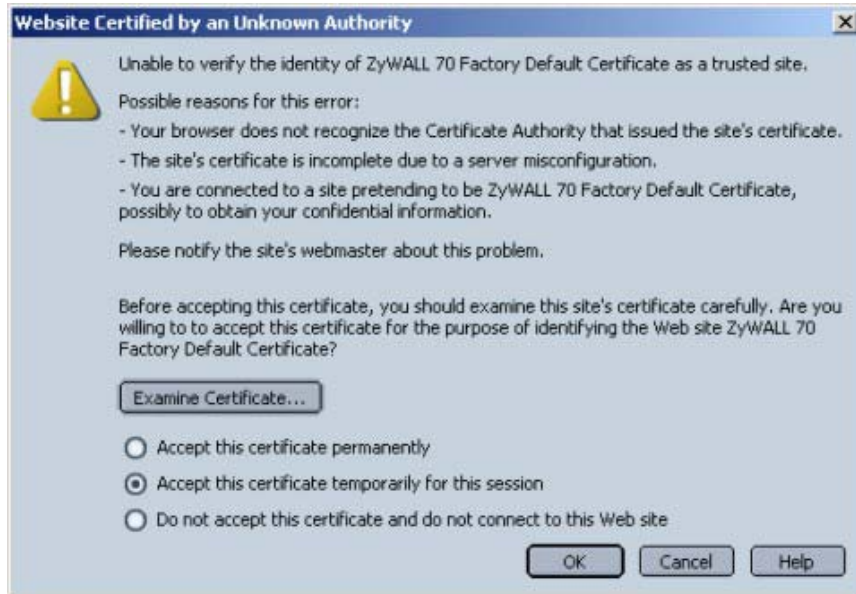 Website Certified by an Unknown Authority
Unable to verify the identity of ZyWALL 70 Factory Default Certificate as a trusted site.
Possible reasons for this error:
- Your browser does not recognize the Certificate Authority that issued the site's certificate.
- The site's certificate is incomplete due to a server misconfiguration.
- You are connected to a site pretending to be ZyWALL 70 Factory Default Certificate,
possibly to obtain your confidential information.
Please notify the site's webmaster about this problem.
Before accepting this certificate, you should examine this site's certificate carefully. Are you
willing to to accept this certificate for the purpose of identifying the Web site ZyWALL 70
Factory Default Certificate?
Examine Certificate...
Accept this certificate permanently
Accept this certificate temporarily for this session
Do not accept this certificate and do not connect to this Web site
OK Cancel Help